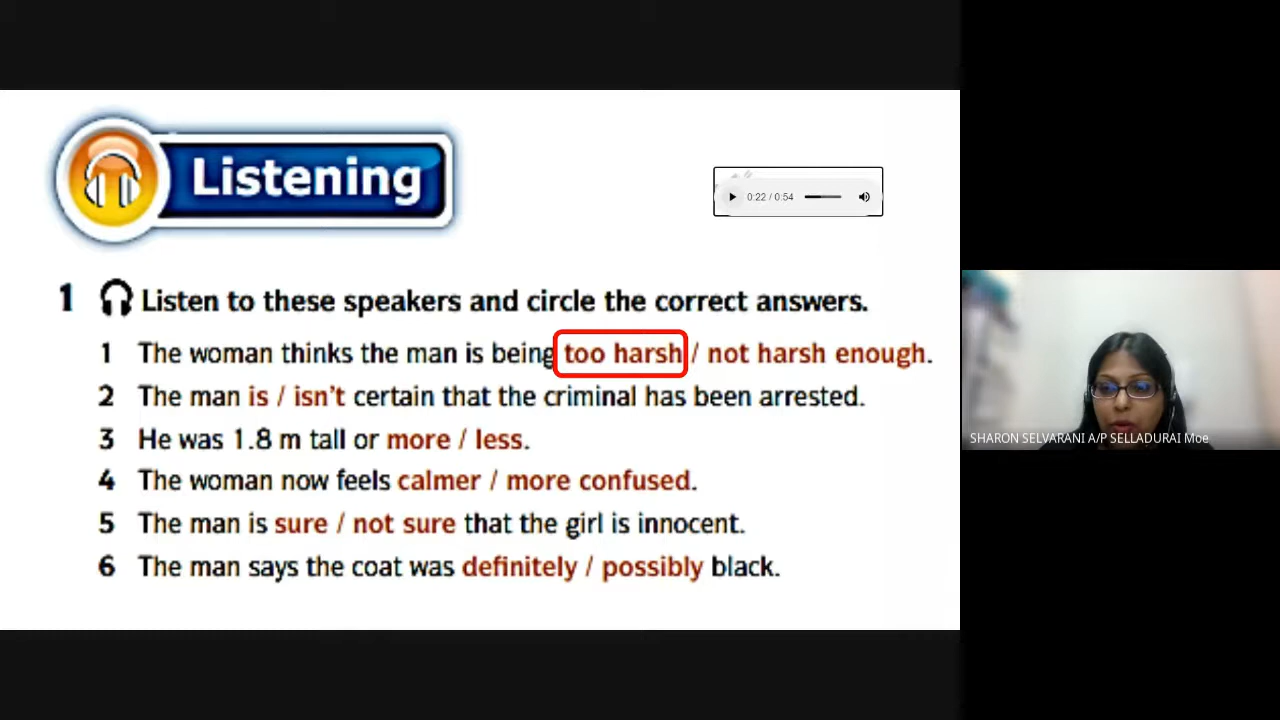 Listening
0:22 / 0:54
1 Listen to these speakers and circle the correct answers.
1 The woman thinks the man is being too harsh / not harsh enough.
2 The man is / isn't certain that the criminal has been arrested.
3 He was 1.8 m tall or more / less.
4 The woman now feels calmer / more confused.
5 The man is sure / not sure that the girl is innocent.
6 The man says the coat was definitely / possibly black.
SHARON SELVARANI A/P SELLADURAI Moe